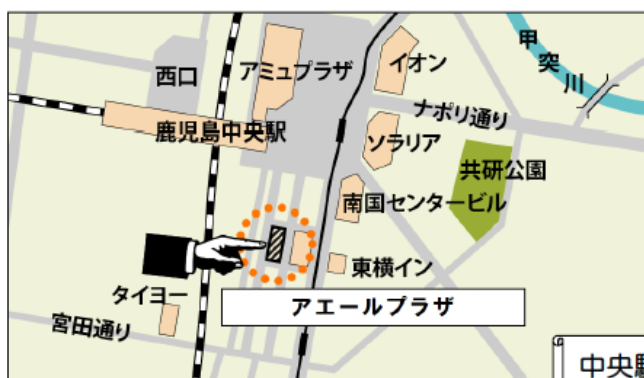 甲突川
西口
アミュプラザ
イオン
ナポリ通り
鹿児島中央駅
ソラリア
共研公園
南国センタービル
東横イン
タイヨー
アエールプラザ
宮田通り
中央